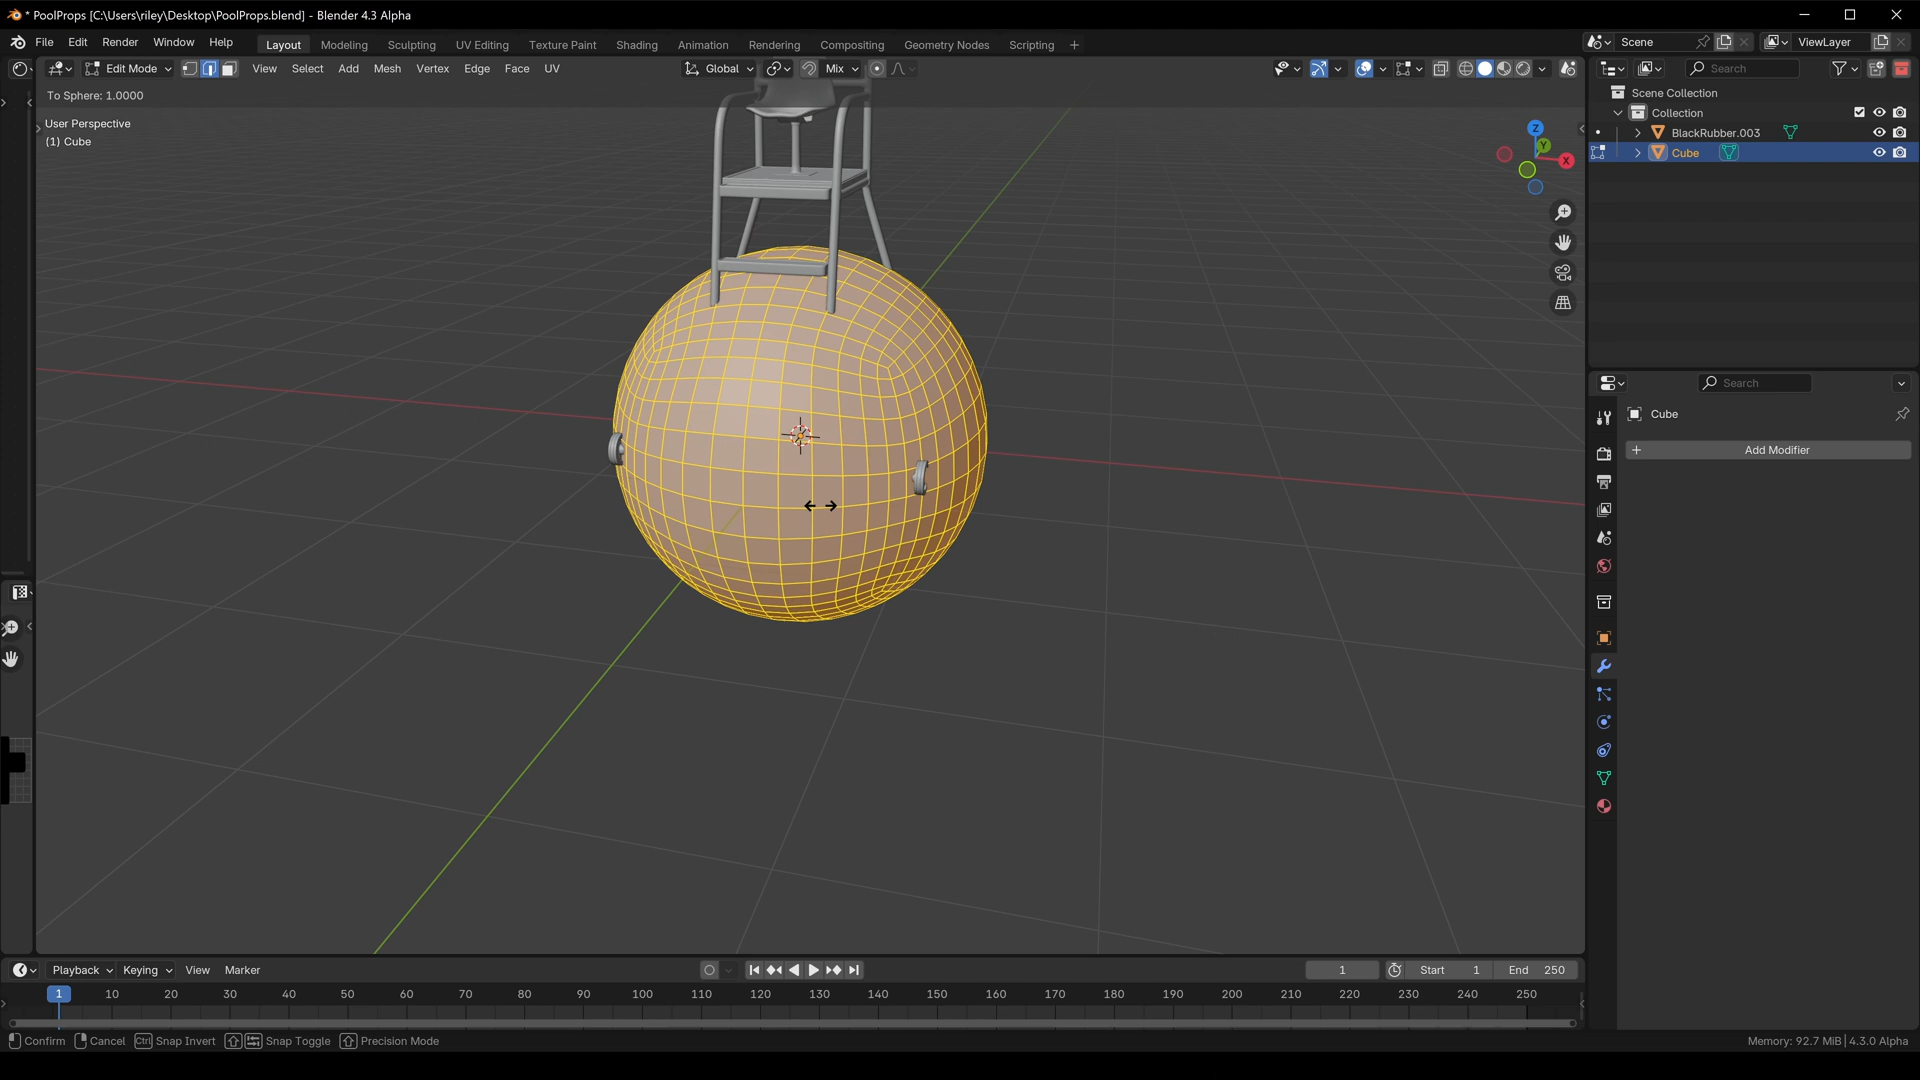 * PoolProps [C:\Users\riley\Desktop\PoolProps.blend] - Blender 4.3 Alpha
File Edit Render Window Help Layout Modeling Sculpting UV Editing Texture Paint Shading Animation Rendering Compositing Geometry Nodes Scripting + Scene ViewLayer
Edit Mode View Select Add Mesh Vertex Edge Face UV Global Mix Search
To Sphere: 1.0000
Scene Collection
Collection
User Perspective
(1) Cube
BlackRubber.003
Cube
Z
Y
X
Search
Cube
+ Add Modifier
Playback Keying View Marker 1 Start 1 End 250
1 10 20 30 40 50 60 70 80 90 100 110 120 130 140 150 160 170 180 190 200 210 220 230 240 250
Confirm Cancel Ctrl Snap Invert Snap Toggle Precision Mode Memory: 92.7 MiB | 4.3.0 Alpha